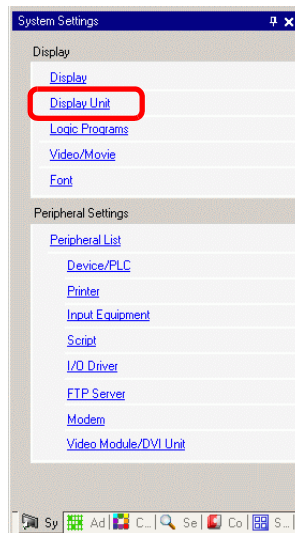 System Settings
Display
Display
Display Unit
Logic Programs
Video/Movie
Font
Peripheral Settings
Peripheral List
Device/PLC
Printer
Input Equipment
Script
I/O Driver
FTP Server
Modem
Video Module/DVI Unit
Sy Ad C... Se Co S...